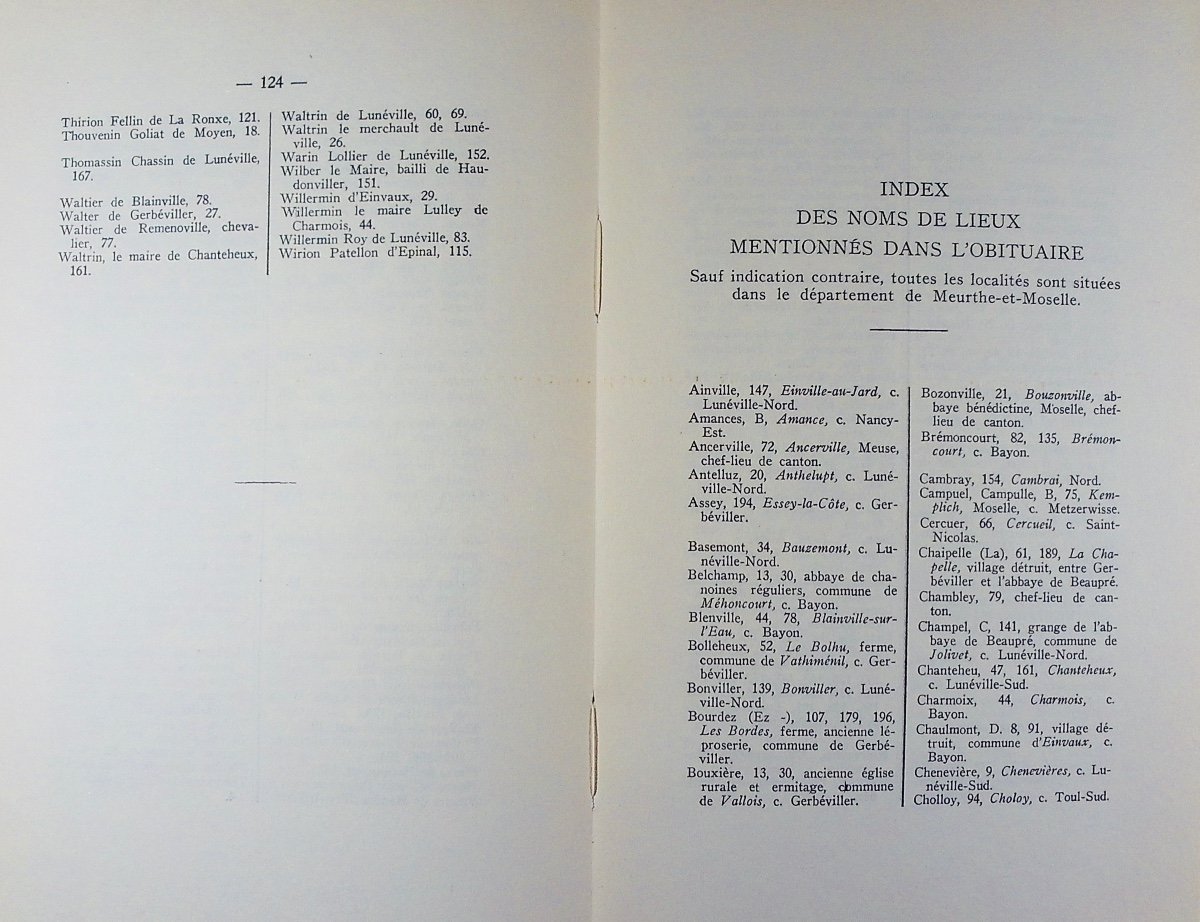 — 124 —
Thirion Fellin de La Ronxe, 121.
Thouvenin Goliat de Moyen, 18.
Thomassin Chassin de Lunéville,
167.
Waltier de Blainville, 78.
Walter de Gerbéviller, 27.
Waltier de Remenoville, cheva-
lier, 77.
Waltrin, le maire de Chanteheux,
161.
Waltrin de Lunéville, 60, 69.
Waltrin le merchault de Luné-
ville, 26.
Warin Lollier de Lunéville, 152.
Wilber le Maire, bailli de Hau-
donviller, 151.
Willermin d'Einvaux, 29.
Willermin le maire Lulley de
Charmois, 44.
Willermin Roy de Lunéville, 83.
Wirion Patellon d'Epinal, 115.
INDEX
DES NOMS DE LIEUX
MENTIONNÉS DANS L'OBITUAIRE
Sauf indication contraire, toutes les localités sont situées
dans le département de Meurthe-et-Moselle.
Ainville, 147, Einville-au-Jard, c.
Lunéville-Nord.
Amances, B, Amance, c. Nancy-
Est.
Ancerville, 72, Ancerville, Meuse,
chef-lieu de canton.
Antelluz, 20, Anthelupt, c. Luné-
ville-Nord.
Assey, 194, Essey-la-Côte, c. Ger-
béviller.
Basemont, 34, Bauzemont, c. Lu-
néville-Nord.
Belchamp, 13, 30, abbaye de cha-
noines réguliers, commune de
Méhoncourt, c. Bayon.
Blenville, 44, 78, Blainville-sur-
l'Eau, c. Bayon.
Bolleheux, 52, Le Bolhu, ferme,
commune de Vathiménil, c. Ger-
béviller.
Bonviller, 139, Bonviller, c. Luné-
ville-Nord.
Bourdez (Ez -), 107, 179, 196,
Les Bordes, ferme, ancienne lé-
proserie, commune de Gerbé-
viller.
Bouxière, 13, 30, ancienne église
rurale et ermitage, commune
de Vallois, c. Gerbéviller.
Bozonville, 21, Bouzonville, ab-
baye bénédictine, Moselle, chef-
lieu de canton.
Brémoncourt, 82, 135, Brémon-
court, c. Bayon.
Cambray, 154, Cambrai, Nord.
Campuel, Campulle, B, 75, Kem-
plich, Moselle, c. Metzerwisse.
Cercuer, 66, Cercueil, c. Saint-
Nicolas.
Chaipelle (La), 61, 189, La Cha-
pelle, village détruit, entre Ger-
béviller et l'abbaye de Beaupré.
Chambley, 79, chef-lieu de can-
ton.
Champel, C, 141, grange de l'ab-
baye de Beaupré, commune de
Jolivet, c. Lunéville-Nord.
Chanteheu, 47, 161, Chanteheux,
c. Lunéville-Sud.
Charmoix, 44, Charmois, c.
Bayon.
Chaulmont, D. 8, 91, village dé-
truit, commune d'Einvaux, c.
Bayon.
Chenevière, 9, Chenevières, c. Lu-
néville-Sud.
Cholloy, 94, Choloy, c. Toul-Sud.